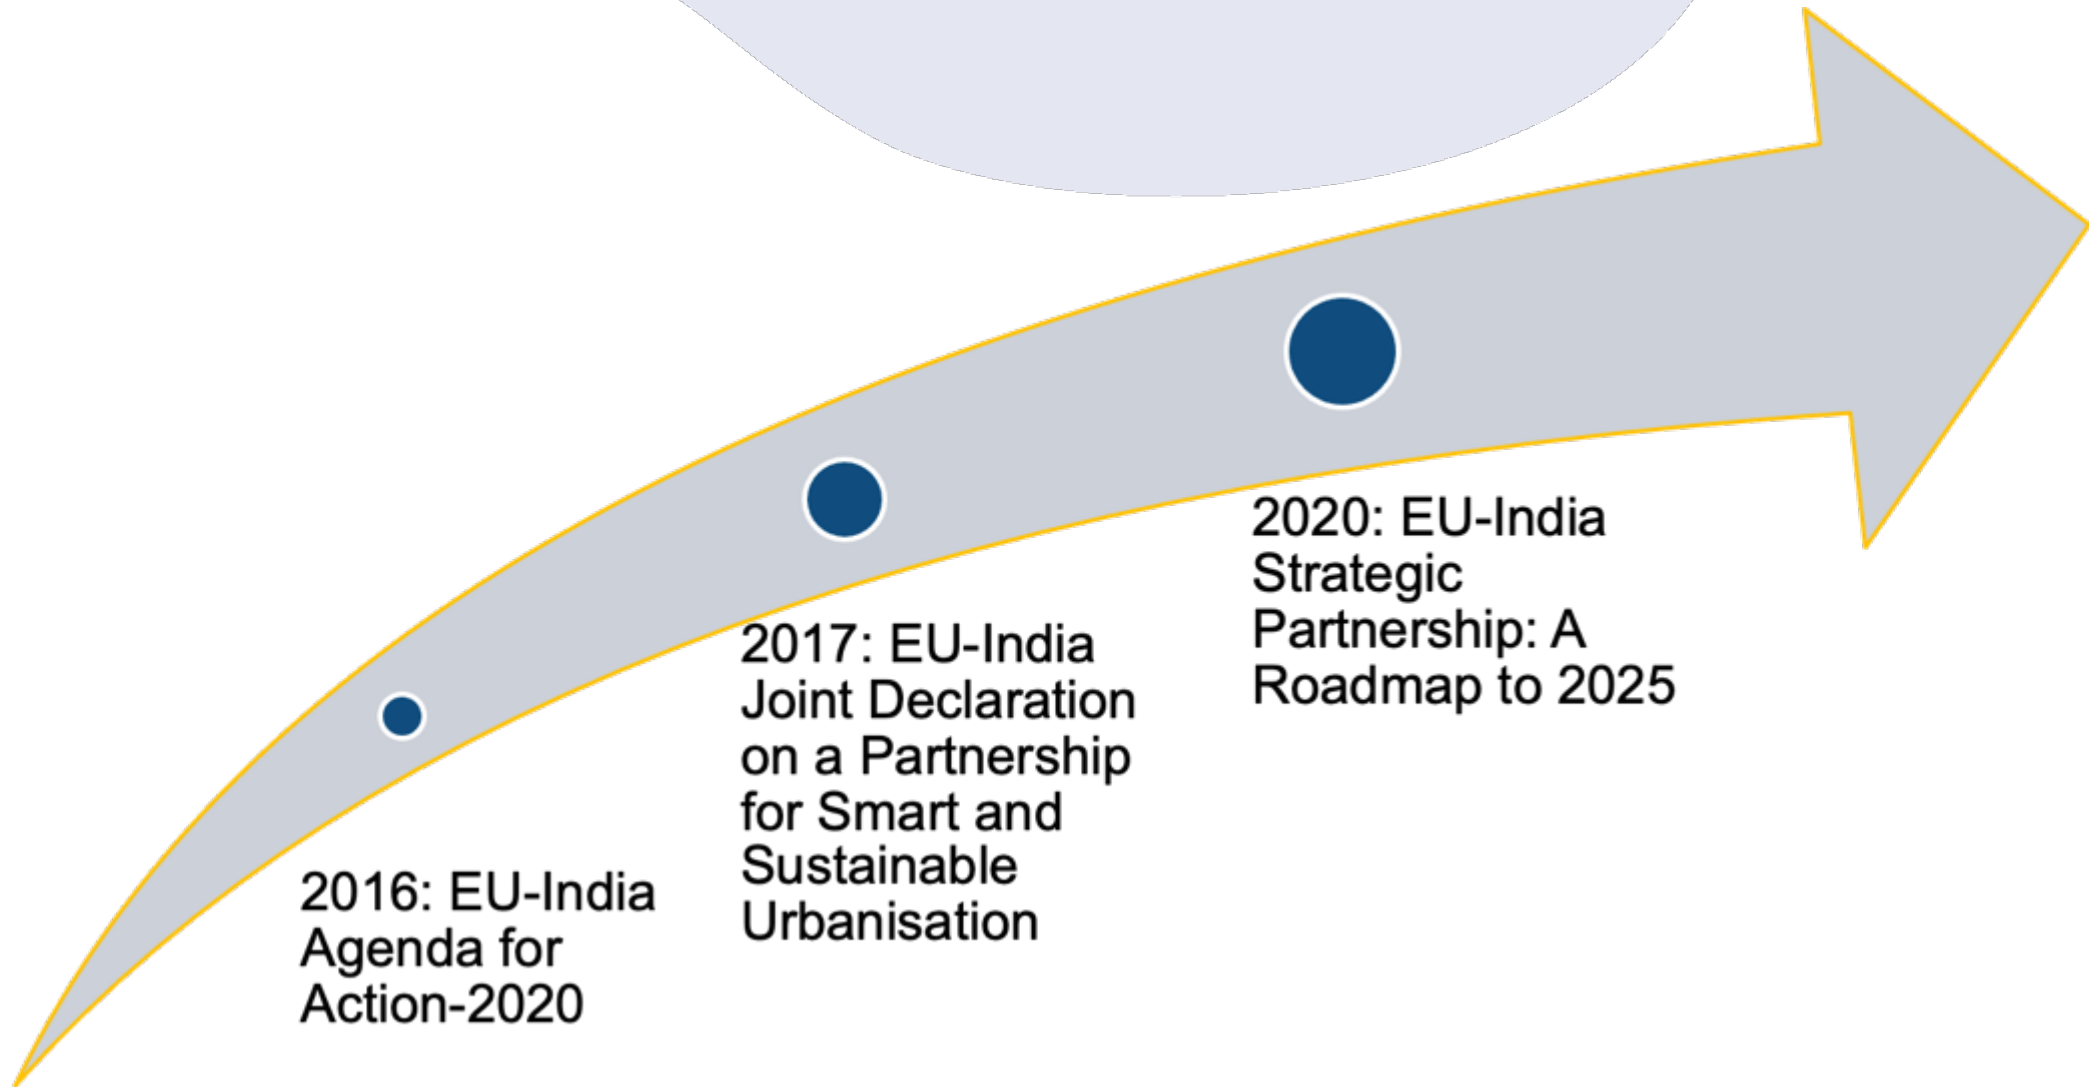 2016: EU-India
Agenda for
Action-2020
2017: EU-India
Joint Declaration
on a Partnership
for Smart and
Sustainable
Urbanisation
2020: EU-India
Strategic
Partnership: A
Roadmap to 2025